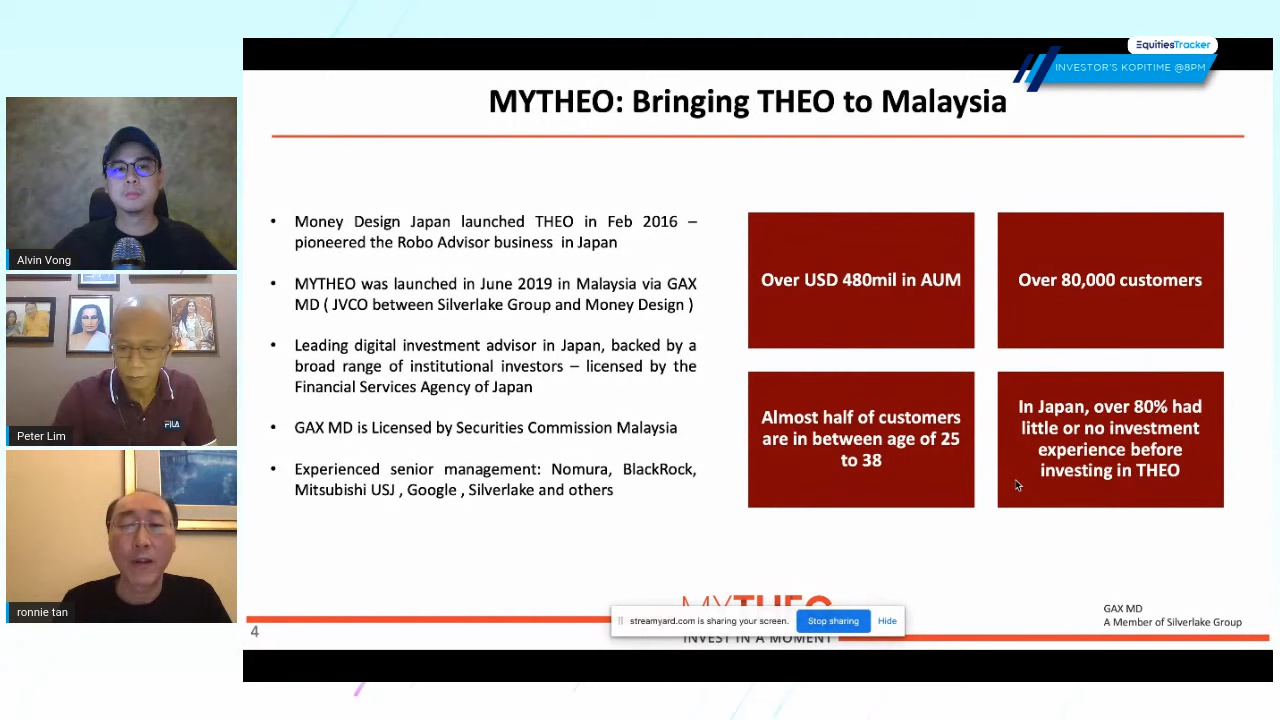 EquitiesTracker
INVESTOR'S KOPITIME @8PM
MYTHEO: Bringing THEO to Malaysia
Alvin Vong
FILA
Peter Lim
ronnie tan
• Money Design Japan launched THEO in Feb 2016 –
pioneered the Robo Advisor business in Japan
• MYTHEO was launched in June 2019 in Malaysia via GAX
MD ( JVCO between Silverlake Group and Money Design )
• Leading digital investment advisor in Japan, backed by a
broad range of institutional investors – licensed by the
Financial Services Agency of Japan
• GAX MD is Licensed by Securities Commission Malaysia
• Experienced senior management: Nomura, BlackRock,
Mitsubishi USJ , Google , Silverlake and others
Over USD 480mil in AUM
Over 80,000 customers
Almost half of customers
are in between age of 25
to 38
In Japan, over 80% had
little or no investment
experience before
investing in THEO
MYTHEO
streamyard.com is sharing your screen. Stop sharing Hide
INVEST IN A MOMENT
GAX MD
A Member of Silverlake Group
4